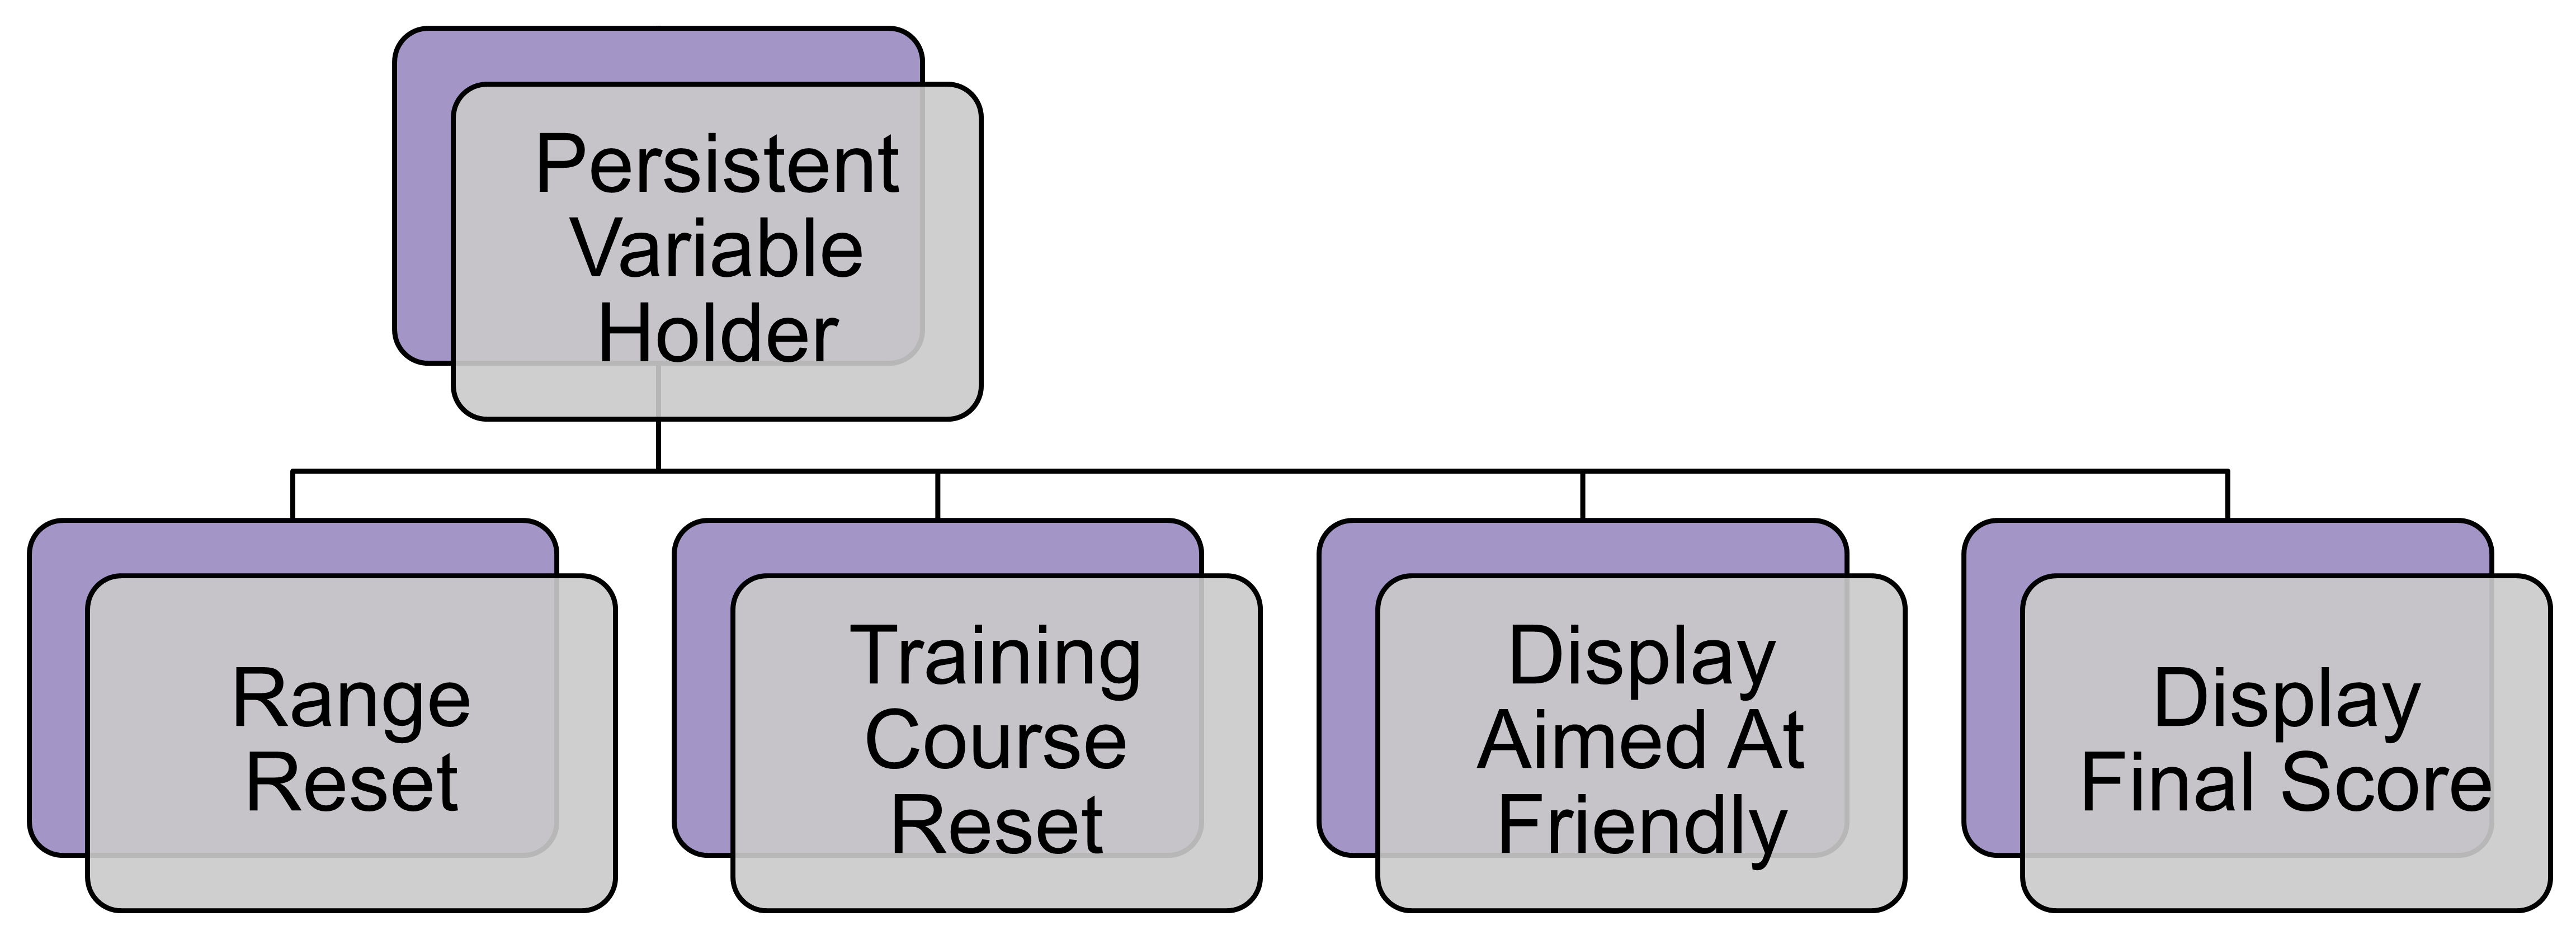 Persistent
Variable
Holder
Range
Reset
Training
Course
Reset
Display
Aimed At
Friendly
Display
Final Score